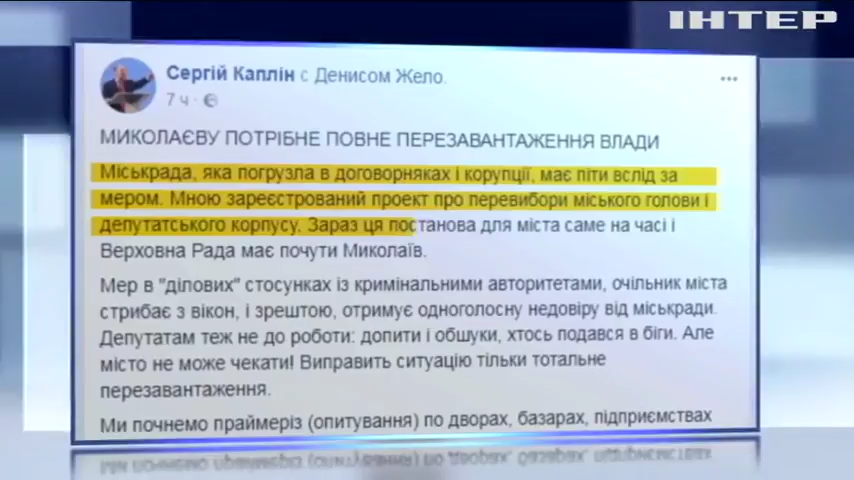 ІНТЕР
Сергій Каплін с Денисом Жело.
7 ч ·
МИКОЛАЄВУ ПОТРІБНЕ ПОВНЕ ПЕРЕЗАВАНТАЖЕННЯ ВЛАДИ
Міськрада, яка погрузла в договорняках і корупції, має піти вслід за
мером. Мною зареєстрований проект про перевибори міського голови і
депутатського корпусу. Зараз ця постанова для міста саме на часі і
Верховна Рада має почути Миколаїв.
Мер в "ділових" стосунках із кримінальними авторитетами, очільник міста
стрибає з вікон, і зрештою, отримує одноголосну недовіру від міськради.
Депутатам теж не до роботи: допити і обшуки, хтось подався в біги. Але
місто не може чекати! Виправить ситуацію тільки тотальне
перезавантаження.
Ми почнемо праймеріз (опитування) по дворах, базарах, підприємствах